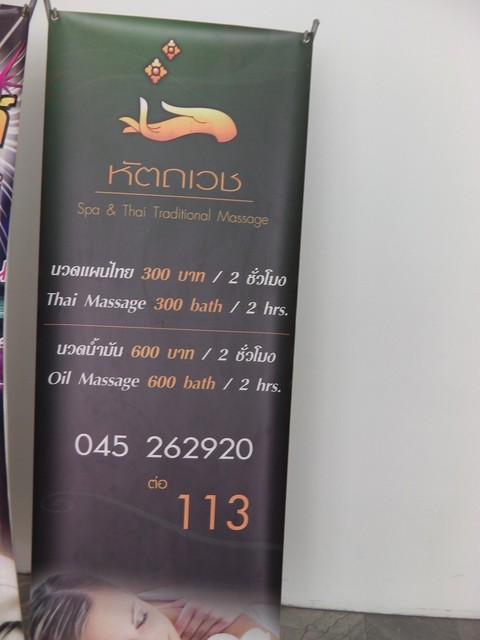 หัตถเวช
Spa & Thai Traditional Massage
นวดแผนไทย 300 บาท / 2 ชั่วโมง
Thai Massage 300 bath / 2 hrs.
นวดน้ำมัน 600 บาท / 2 ชั่วโมง
Oil Massage 600 bath / 2 hrs.
045 262920
ต่อ
113